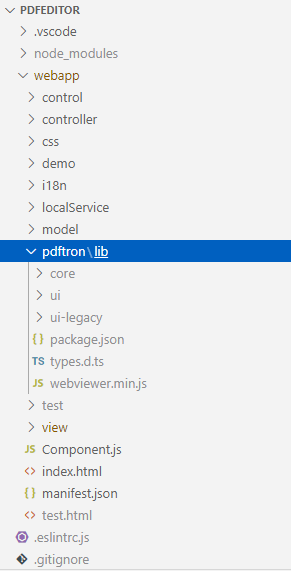 PDFEDITOR
.vscode
node_modules
webapp
control
controller
css
demo
i18n
localService
model
pdftron\lib
core
ui
ui-legacy
{} package.json
TS types.d.ts
JS webviewer.min.js
test
view
JS Component.js
<> index.html
{} manifest.json
<> test.html
.eslintrc.js
.gitignore